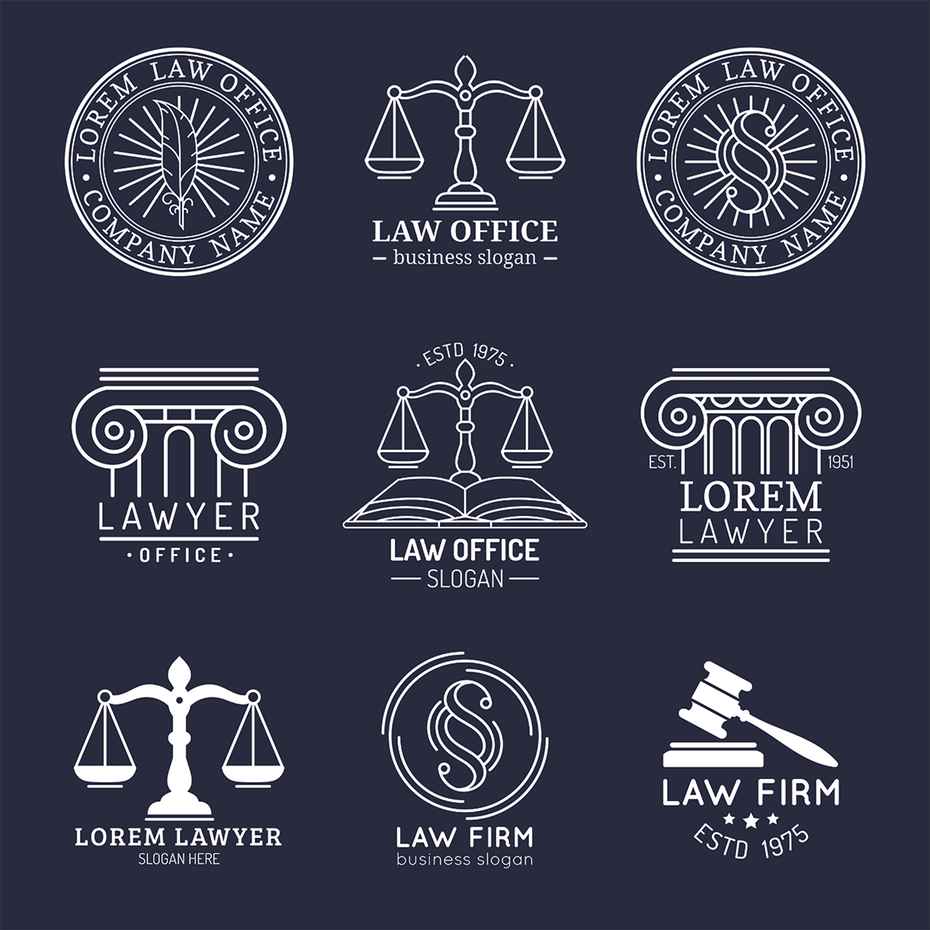 LOREM LAW OFFICE
• COMPANY NAME •
LAW OFFICE
business slogan
LOREM LAW OFFICE
• COMPANY NAME •
LAWYER
• OFFICE •
• ESTD 1975 •
LAW OFFICE
SLOGAN
EST. 1951
LOREM
LAWYER
LOREM LAWYER
SLOGAN HERE
LAW FIRM
business slogan
LAW FIRM
ESTD 1975